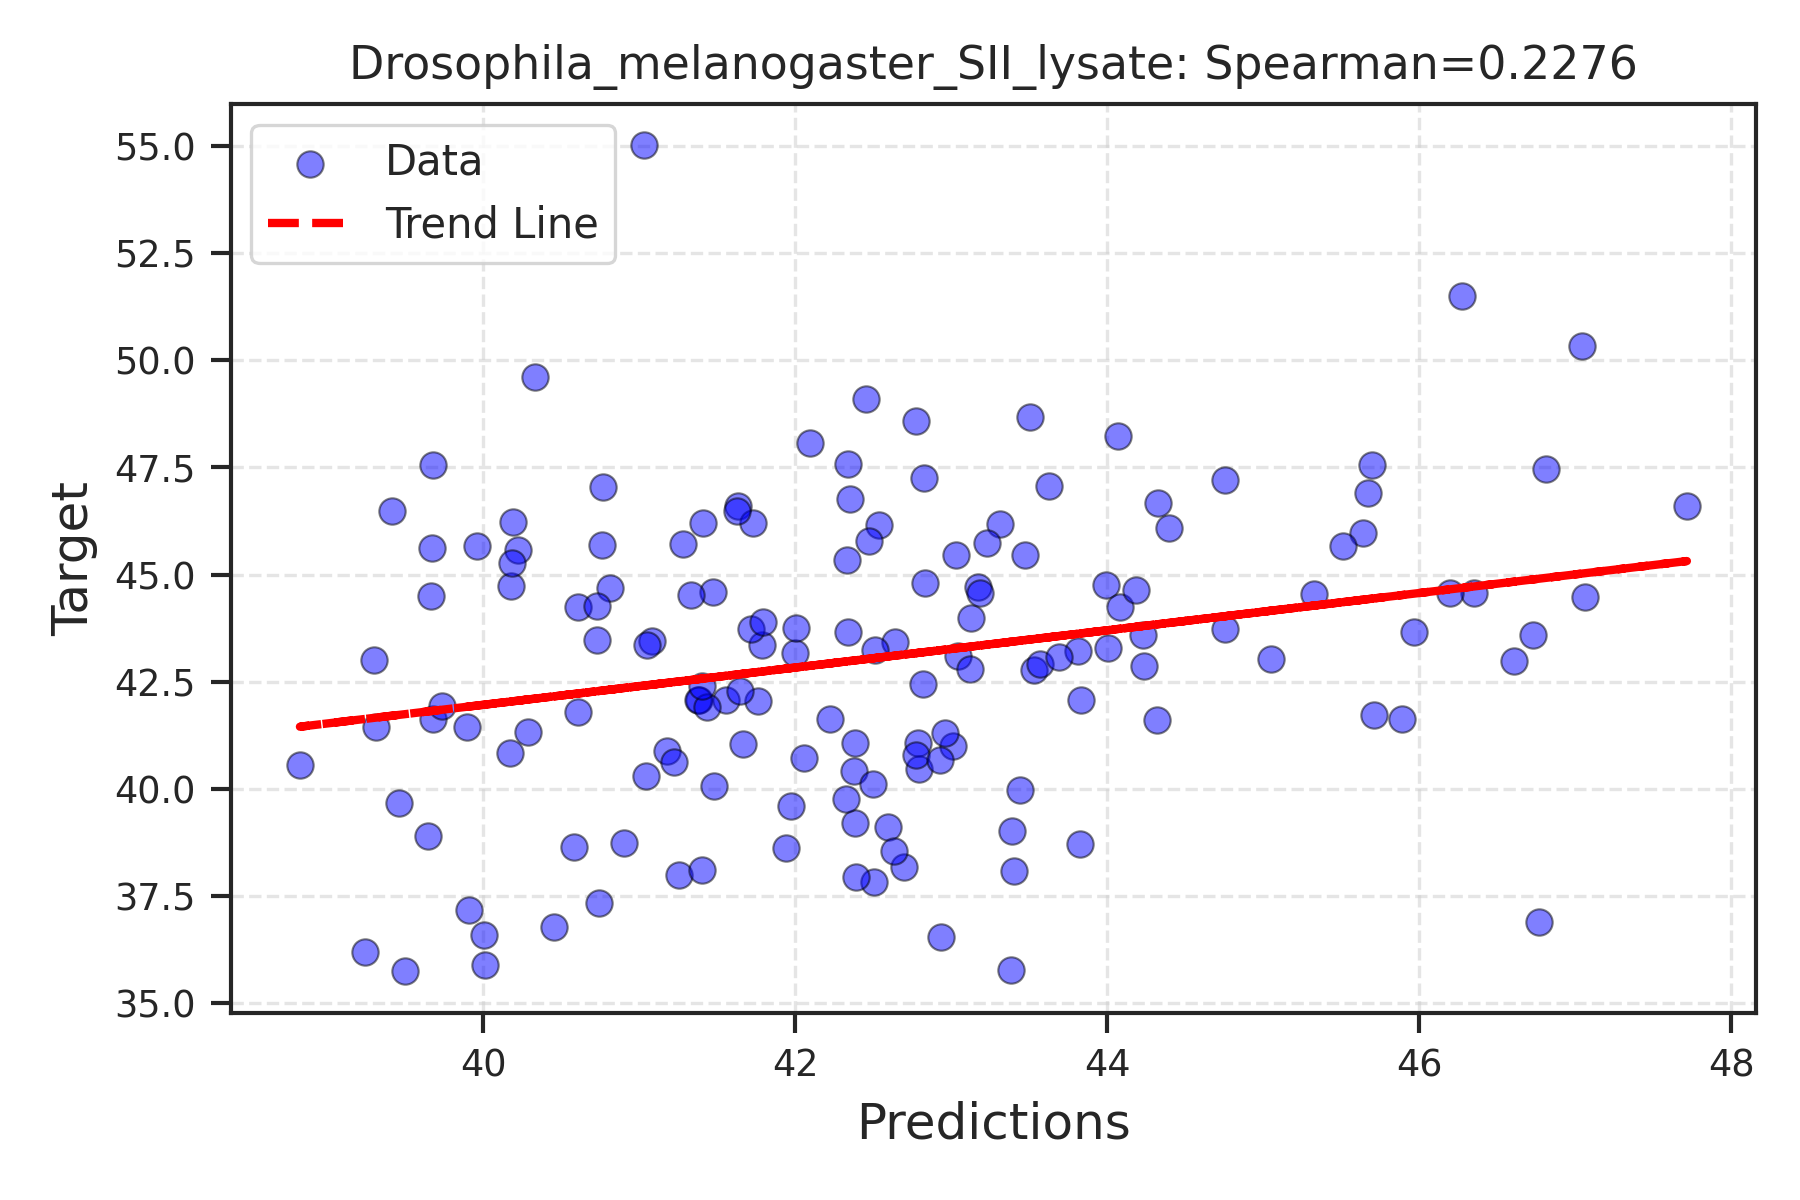 Drosophila_melanogaster_SII_lysate: Spearman=0.2276
Data
Trend Line
55.0
52.5
50.0
47.5
45.0
42.5
40.0
37.5
35.0
Target
40
42
44
46
48
Predictions